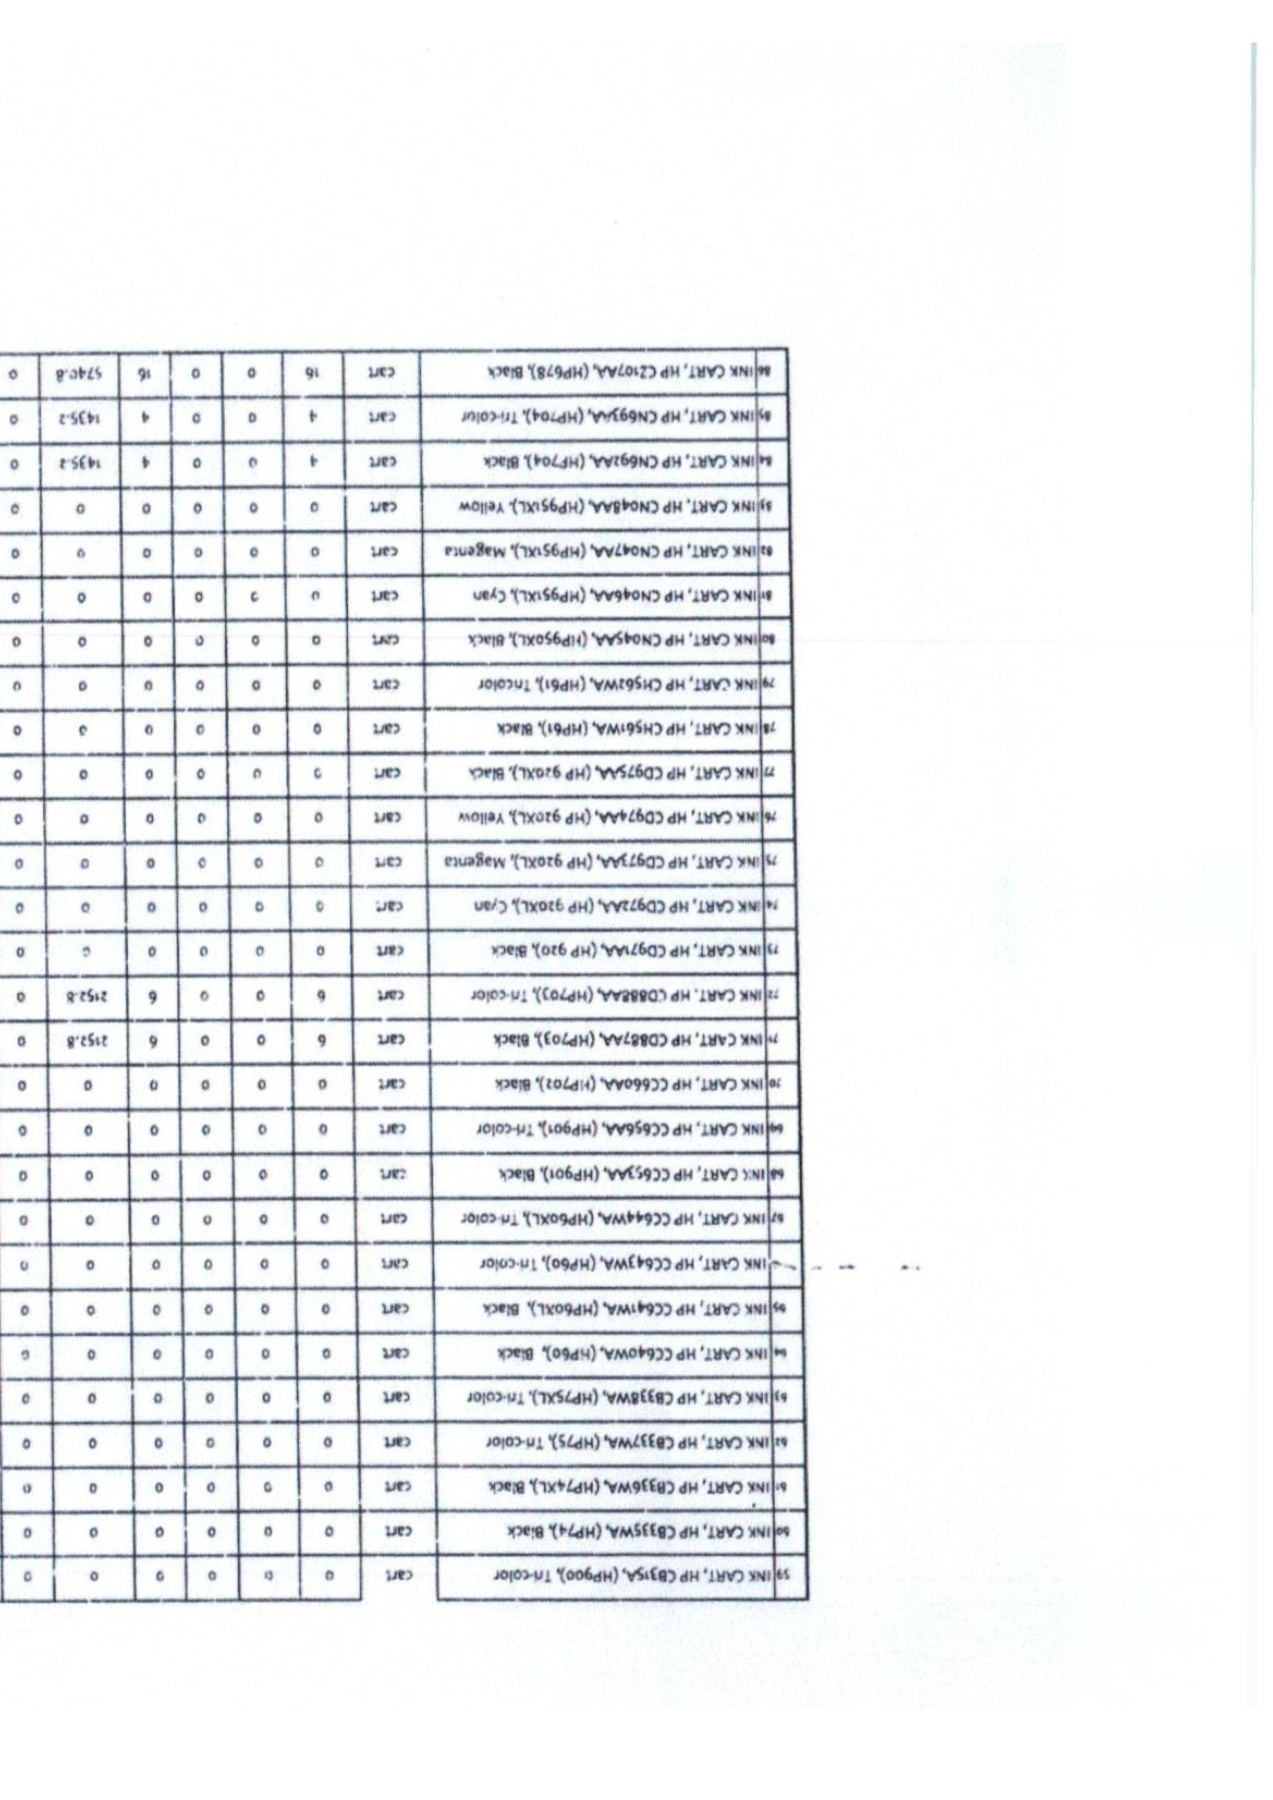 59 INK CART, HP CB315A, (HP900), Tri-color cart 0 0 0 0 0 0
60 INK CART, HP CB335WA, (HP74), Black cart 0 0 0 0 0 0
61 INK CART, HP CB336WA, (HP74XL), Black cart 0 0 0 0 0 0
62 INK CART, HP CB337WA, (HP75), Tri-color cart 0 0 0 0 0 0
63 INK CART, HP CB338WA, (HP75XL), Tri-color cart 0 0 0 0 0 0
64 INK CART, HP CC640WA, (HP60), Black cart 0 0 0 0 0 0
65 INK CART, HP CC641WA, (HP60XL), Black cart 0 0 0 0 0 0
INK CART, HP CC643WA, (HP60), Tri-color cart 0 0 0 0 0 0
67 INK CART, HP CC644WA, (HP60XL), Tri-color cart 0 0 0 0 0 0
68 INK CART, HP CC653AA, (HP901), Black cart 0 0 0 0 0 0
69 INK CART, HP CC656AA, (HP901), Tri-color cart 0 0 0 0 0 0
70 INK CART, HP CC660AA, (HP702), Black cart 0 0 0 0 0 0
71 INK CART, HP CD887AA, (HP703), Black cart 6 0 0 6 2152.8 0
72 INK CART, HP CD888AA, (HP703), Tri-color cart 6 0 0 6 2152.8 0
73 INK CART, HP CD971AA, (HP 920), Black cart 0 0 0 0 0 0
74 INK CART, HP CD972AA, (HP 920XL), Cyan cart 0 0 0 0 0 0
75 INK CART, HP CD973AA, (HP 920XL), Magenta cart 0 0 0 0 0 0
76 INK CART, HP CD974AA, (HP 920XL), Yellow cart 0 0 0 0 0 0
77 INK CART, HP CD975AA, (HP 920XL), Black cart 0 0 0 0 0 0
78 INK CART, HP CH561WA, (HP61), Black cart 0 0 0 0 0 0
79 INK CART, HP CH562WA, (HP61), Tricolor cart 0 0 0 0 0 0
80 INK CART, HP CN045AA, (HP950XL), Black cart 0 0 0 0 0 0
81 INK CART, HP CN046AA, (HP951XL), Cyan cart 0 0 0 0 0 0
82 INK CART, HP CN047AA, (HP951XL), Magenta cart 0 0 0 0 0 0
83 INK CART, HP CN048AA, (HP951XL), Yellow cart 0 0 0 0 0 0
84 INK CART, HP CN692AA, (HP704), Black cart 4 0 0 4 1435.2 0
85 INK CART, HP CN693AA, (HP704), Tri-color cart 4 0 0 4 1435.2 0
86 INK CART, HP CZ107AA, (HP678), Black cart 16 0 0 16 5740.8 0